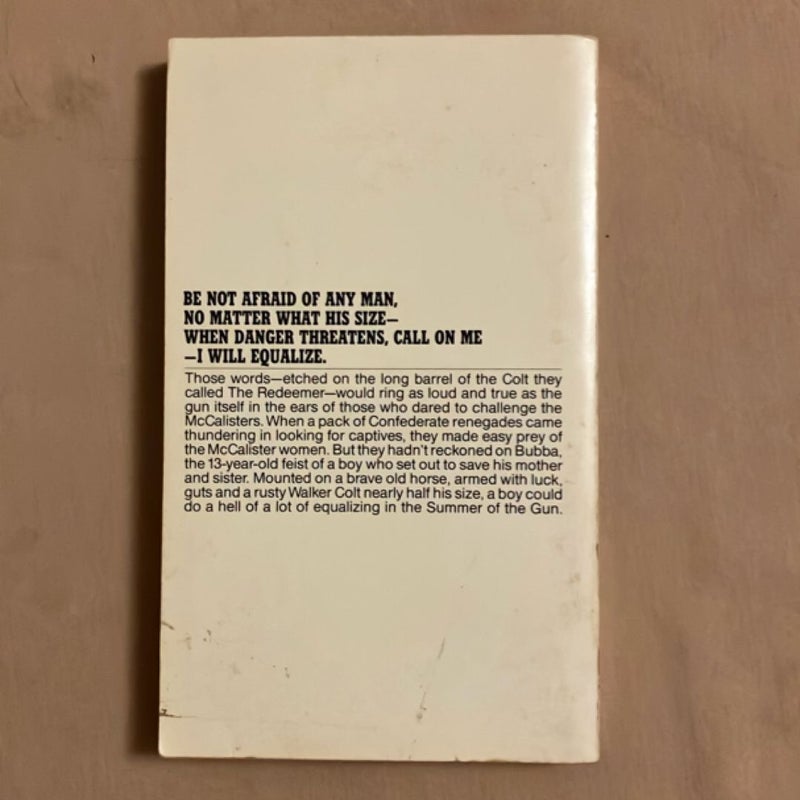 BE NOT AFRAID OF ANY MAN,
NO MATTER WHAT HIS SIZE—
WHEN DANGER THREATENS, CALL ON ME
—I WILL EQUALIZE.
Those words—etched on the long barrel of the Colt they
called The Redeemer—would ring as loud and true as the
gun itself in the ears of those who dared to challenge the
McCalisters. When a pack of Confederate renegades came
thundering in looking for captives, they made easy prey of
the McCalister women. But they hadn't reckoned on Bubba,
the 13-year-old feist of a boy who set out to save his mother
and sister. Mounted on a brave old horse, armed with luck,
guts and a rusty Walker Colt nearly half his size, a boy could
do a hell of a lot of equalizing in the Summer of the Gun.